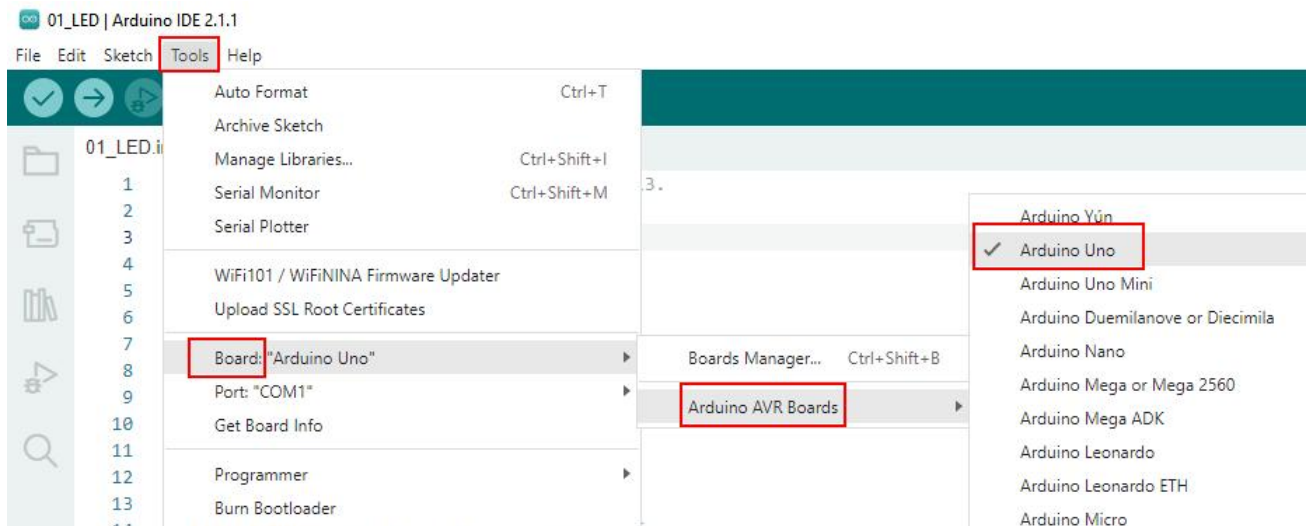 01_LED | Arduino IDE 2.1.1
File Edit Sketch Tools Help
01_LED.i
Auto Format Ctrl+T
Archive Sketch
Manage Libraries... Ctrl+Shift+I
Serial Monitor Ctrl+Shift+M
Serial Plotter
WiFi101 / WiFiNINA Firmware Updater
Upload SSL Root Certificates
Board: "Arduino Uno"
Port: "COM1"
Get Board Info
Programmer
Burn Bootloader
1
2
3
4
5
6
7
8
9
10
11
12
13
3.
Boards Manager... Ctrl+Shift+B
Arduino AVR Boards
Arduino Yún
Arduino Uno
Arduino Uno Mini
Arduino Duemilanove or Diecimila
Arduino Nano
Arduino Mega or Mega 2560
Arduino Mega ADK
Arduino Leonardo
Arduino Leonardo ETH
Arduino Micro